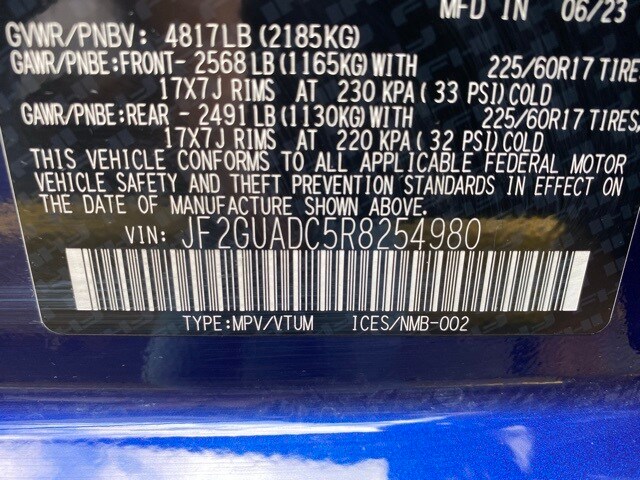 MFD IN 06/23
GVWR/PNBV: 4817LB (2185KG)
GAWR/PNBE:FRONT- 2568 LB (1165KG) WITH 225/60R17 TIRE
17X7J RIMS AT 230 KPA ( 33 PSI) COLD
GAWR/PNBE:REAR - 2491 LB (1130KG) WITH 225/60R17 TIRES
17X7J RIMS AT 220 KPA ( 32 PSI) COLD
THIS VEHICLE CONFORMS TO ALL APPLICABLE FEDERAL MOTOR
VEHICLE SAFETY AND THEFT PREVENTION STANDARDS IN EFFECT ON
THE DATE OF MANUFACTURE SHOWN ABOVE.
VIN: JF2GUADC5R8254980
TYPE:MPV/VTUM ICES/NMB-002